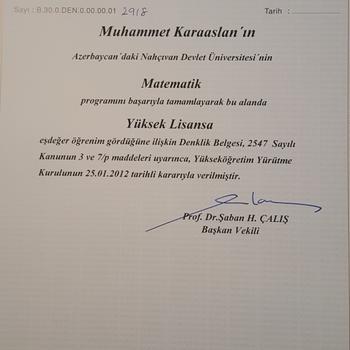 Sayı : B.30.0.DEN.0.00.00.01 2918 Tarih :
Muhammet Karaaslan´ın
Azerbaycan´daki Nahçıvan Devlet Üniversitesi´nin
Matematik
programını başarıyla tamamlayarak bu alanda
Yüksek Lisansa
eşdeğer öğrenim gördüğüne ilişkin Denklik Belgesi, 2547 Sayılı
Kanunun 3 ve 7/p maddeleri uyarınca, Yükseköğretim Yürütme
Kurulunun 25.01.2012 tarihli kararıyla verilmiştir.
Prof. Dr.Şaban H. ÇALIŞ
Başkan Vekili